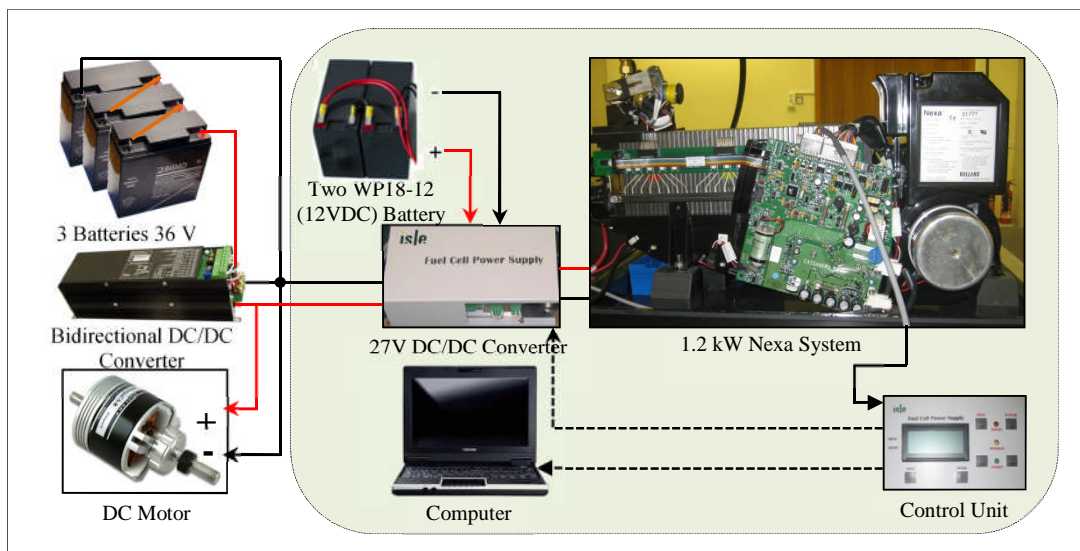 Two WP18-12
(12VDC) Battery
3 Batteries 36 V
Bidirectional DC/DC
Converter
+
-
DC Motor
-
+
isle
Fuel Cell Power Supply
27V DC/DC Converter
Nexa
BALLARD
1.2 kW Nexa System
Computer
isle
Fuel Cell Power Supply
Control Unit